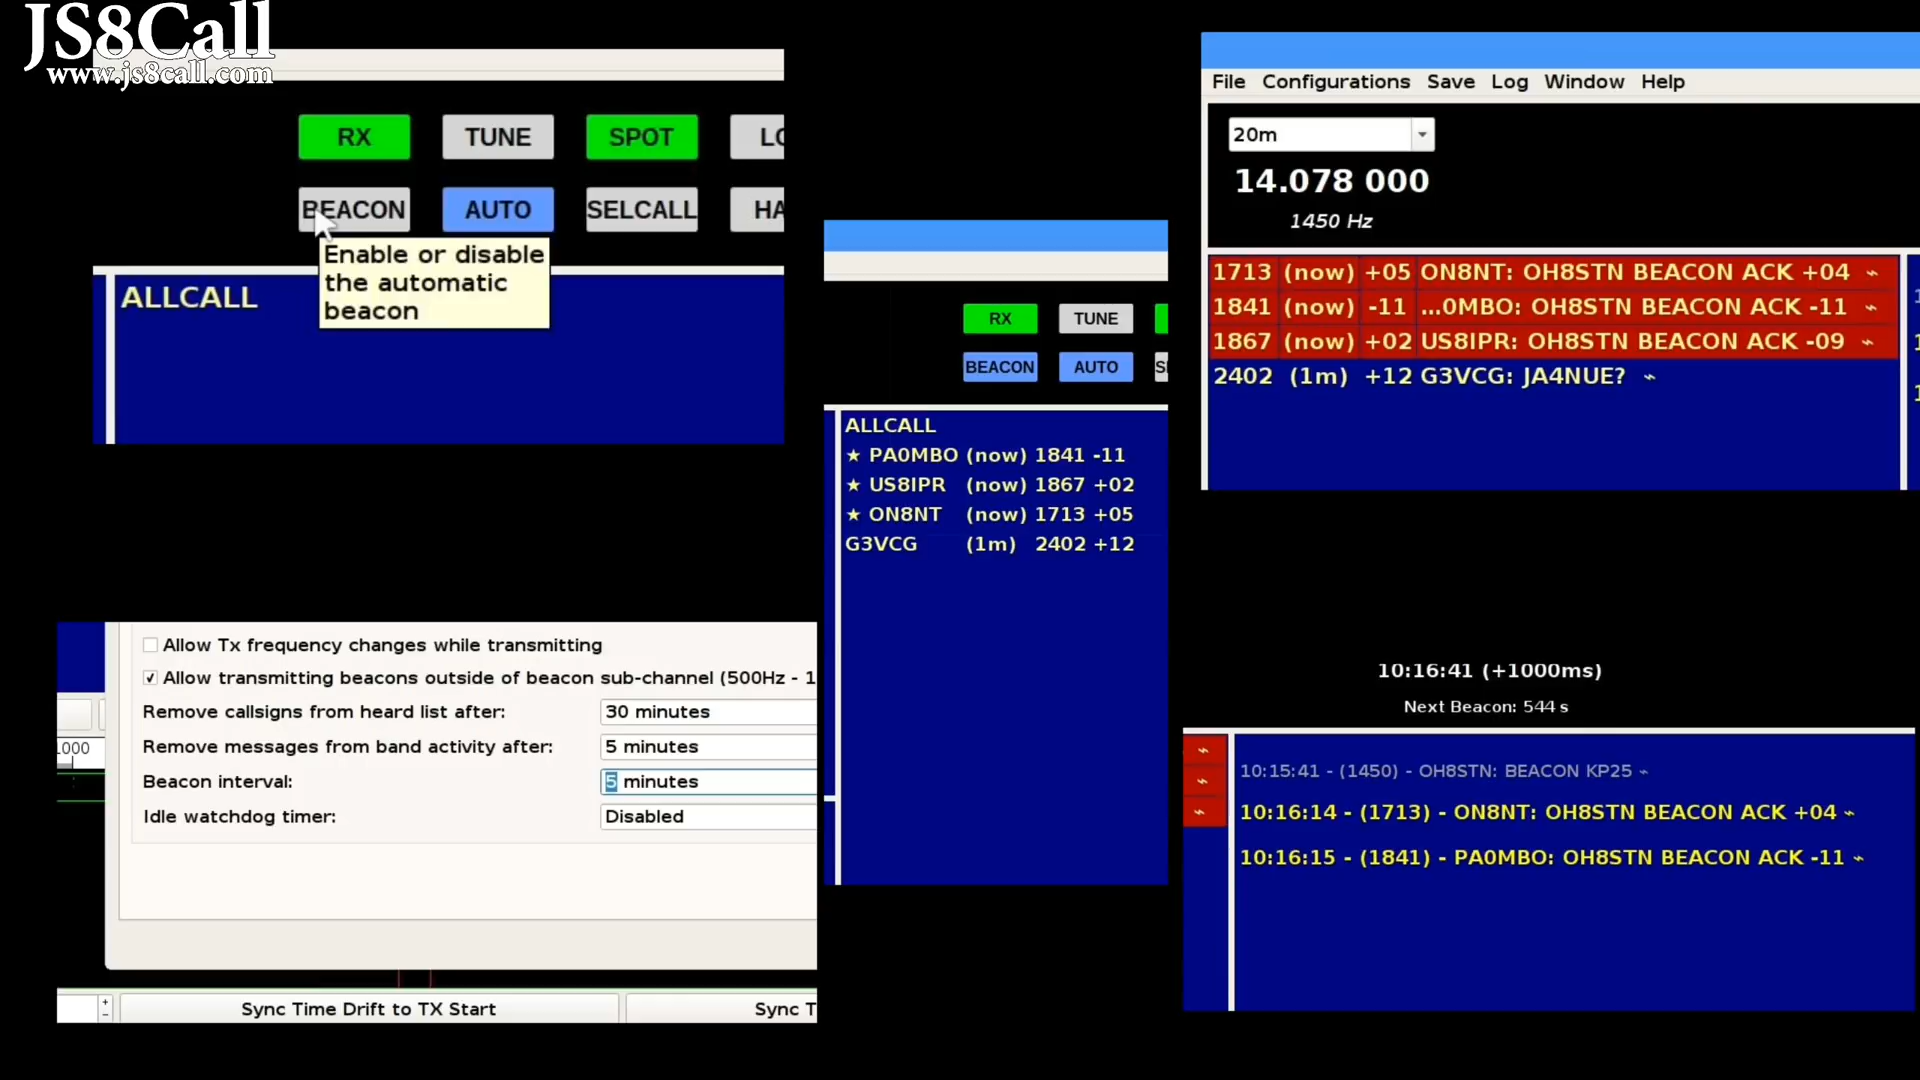 JS8Call
www.js8call.com
RX TUNE SPOT
BEACON AUTO SELCALL
Enable or disable
the automatic
beacon
ALLCALL
Allow Tx frequency changes while transmitting
Allow transmitting beacons outside of beacon sub-channel (500Hz - 1
Remove callsigns from heard list after: 30 minutes
Remove messages from band activity after: 5 minutes
1000
Beacon interval: 5 minutes
Idle watchdog timer: Disabled
+
-
Sync Time Drift to TX Start Sync T
RX TUNE
BEACON AUTO
ALLCALL
★ PA0MBO (now) 1841 -11
★ US8IPR (now) 1867 +02
★ ON8NT (now) 1713 +05
G3VCG (1m) 2402 +12
File Configurations Save Log Window Help
20m
14.078 000
1450 Hz
1713 (now) +05 ON8NT: OH8STN BEACON ACK +04 ⌁
1841 (now) -11 ...0MBO: OH8STN BEACON ACK -11 ⌁
1867 (now) +02 US8IPR: OH8STN BEACON ACK -09 ⌁
2402 (1m) +12 G3VCG: JA4NUE? ⌁
10:16:41 (+1000ms)
Next Beacon: 544 s
10:15:41 - (1450) - OH8STN: BEACON KP25 ⌁
10:16:14 - (1713) - ON8NT: OH8STN BEACON ACK +04 ⌁
10:16:15 - (1841) - PA0MBO: OH8STN BEACON ACK -11 ⌁